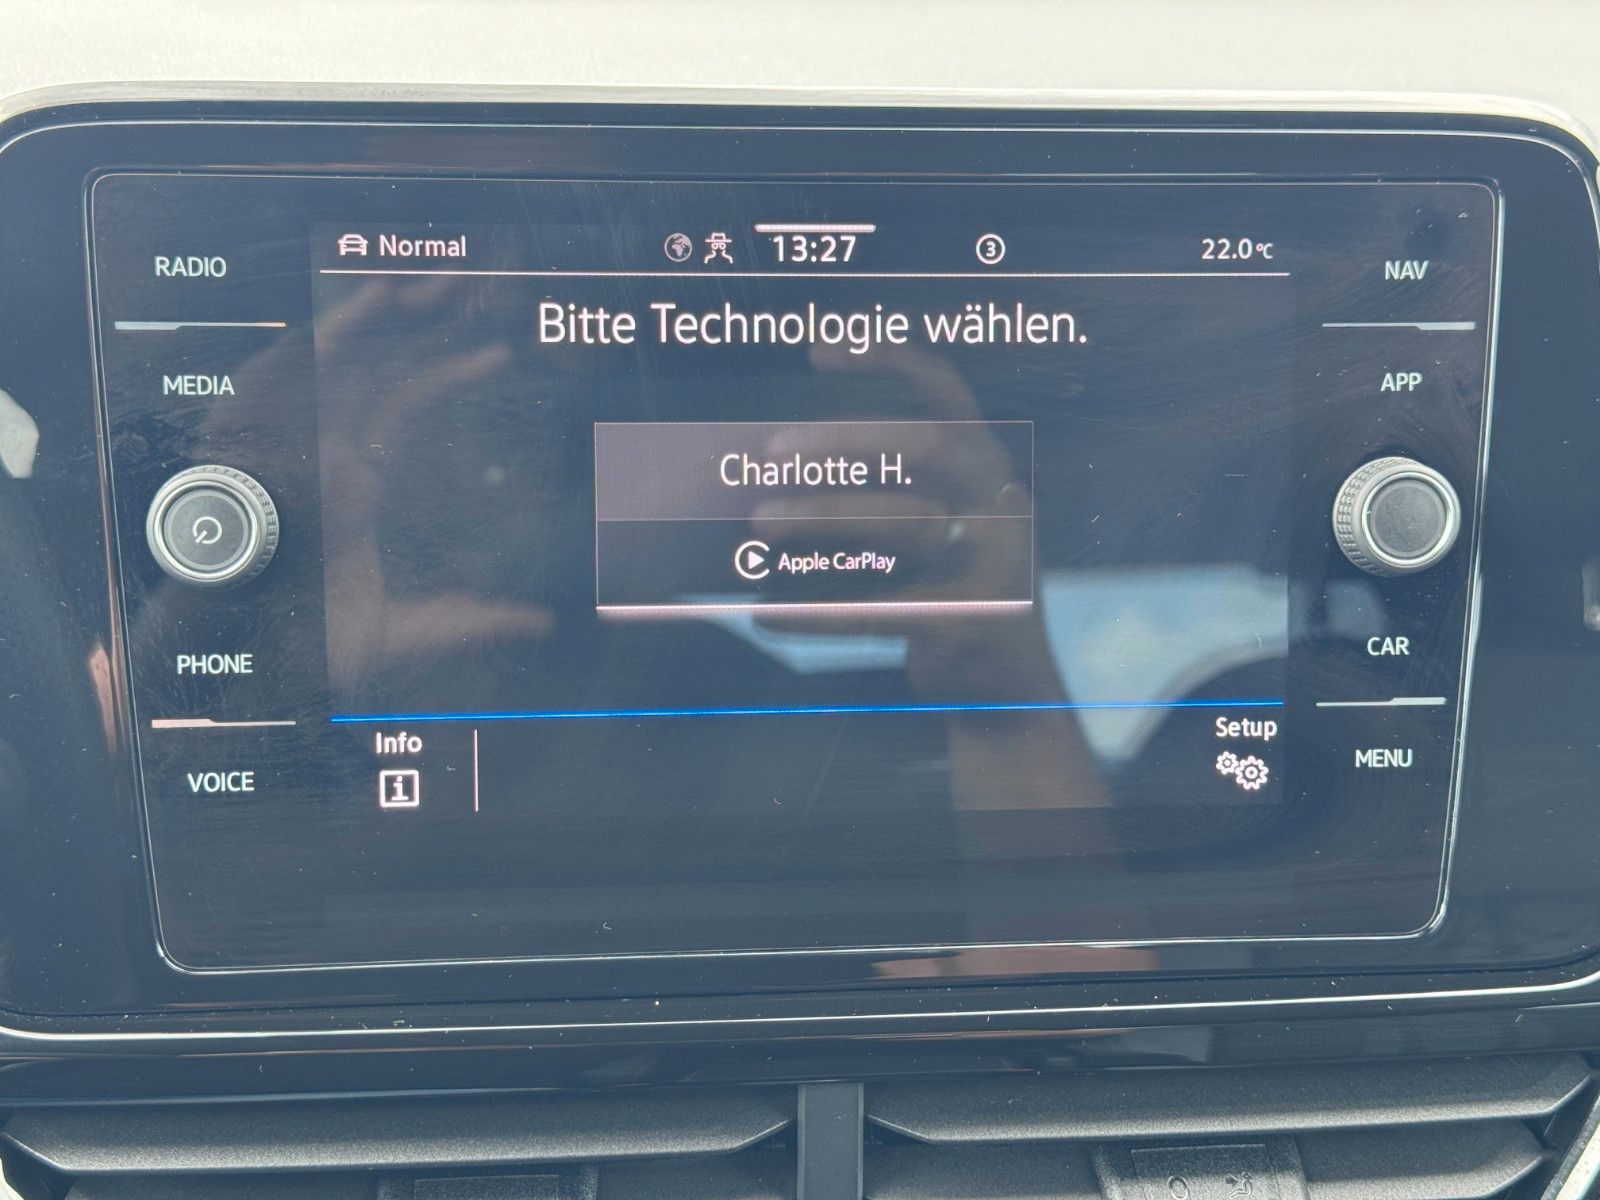 RADIO
MEDIA
PHONE
VOICE
Normal
13:27
3
22.0°C
Bitte Technologie wählen.
Charlotte H.
Apple CarPlay
Info
Setup
NAV
APP
CAR
MENU